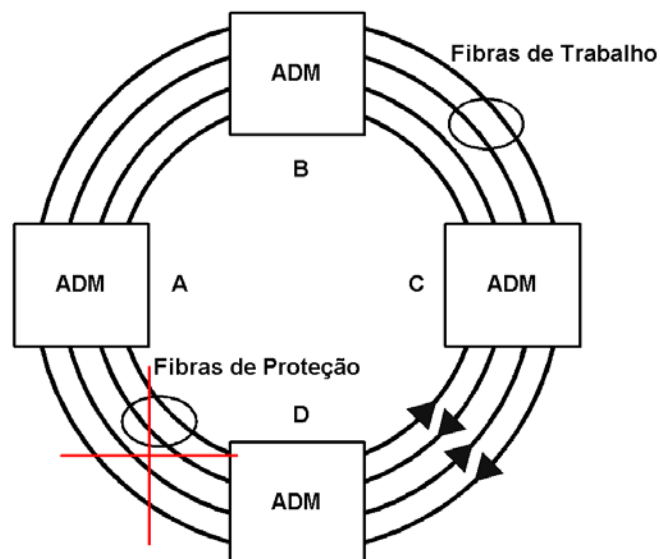 ADM
Fibras de Trabalho
B
ADM
A
C
ADM
Fibras de Proteção
D
ADM